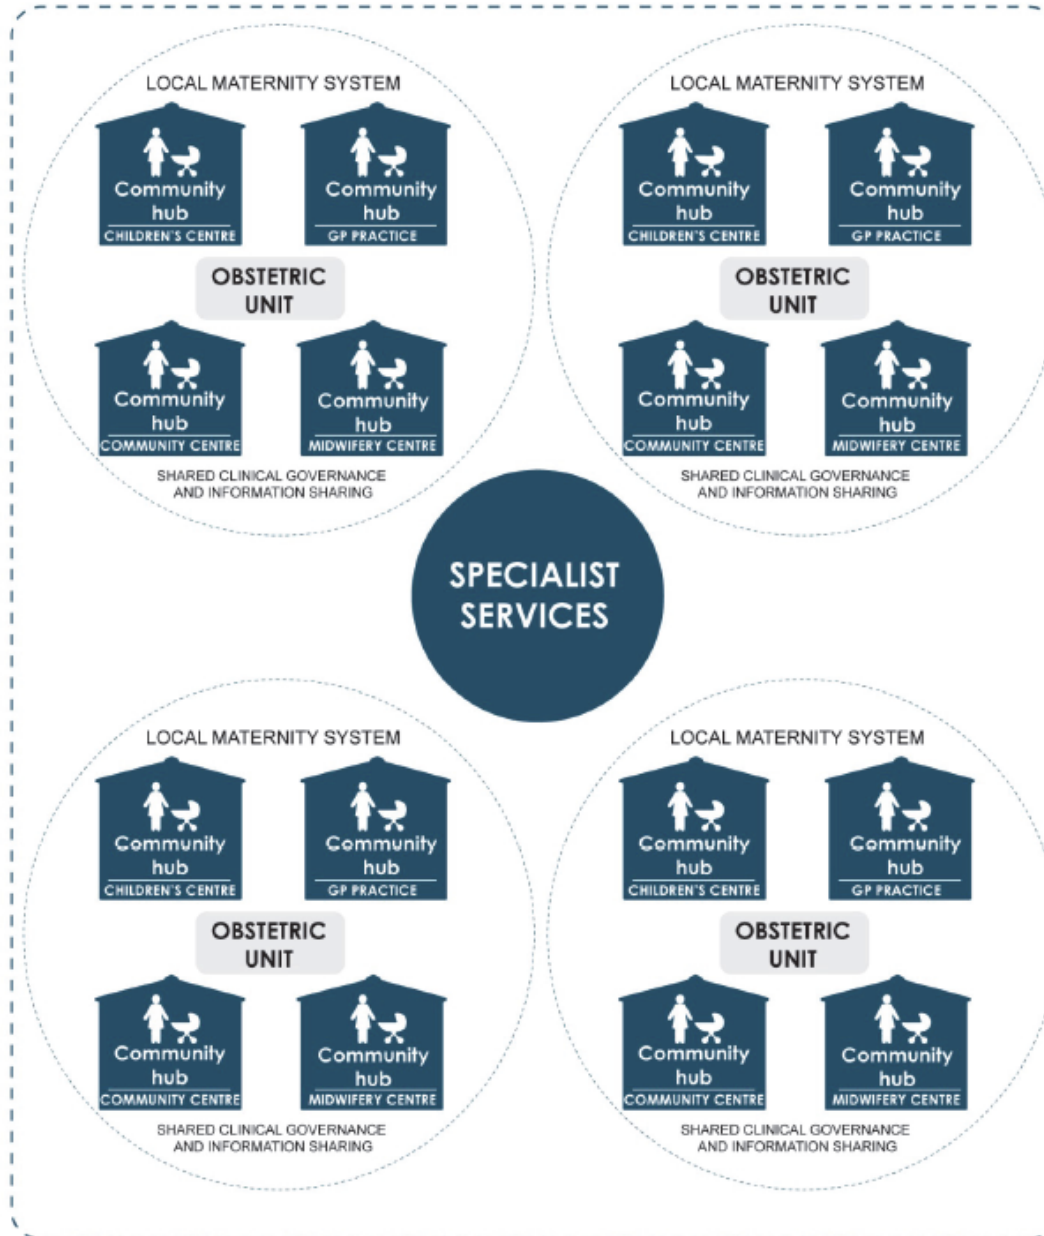 LOCAL MATERNITY SYSTEM
Community
hub
CHILDREN'S CENTRE
Community
hub
GP PRACTICE
OBSTETRIC
UNIT
Community
hub
COMMUNITY CENTRE
Community
hub
MIDWIFERY CENTRE
SHARED CLINICAL GOVERNANCE
AND INFORMATION SHARING
LOCAL MATERNITY SYSTEM
Community
hub
CHILDREN'S CENTRE
Community
hub
GP PRACTICE
OBSTETRIC
UNIT
Community
hub
COMMUNITY CENTRE
Community
hub
MIDWIFERY CENTRE
SHARED CLINICAL GOVERNANCE
AND INFORMATION SHARING
SPECIALIST
SERVICES
LOCAL MATERNITY SYSTEM
Community
hub
CHILDREN'S CENTRE
Community
hub
GP PRACTICE
OBSTETRIC
UNIT
Community
hub
COMMUNITY CENTRE
Community
hub
MIDWIFERY CENTRE
SHARED CLINICAL GOVERNANCE
AND INFORMATION SHARING
LOCAL MATERNITY SYSTEM
Community
hub
CHILDREN'S CENTRE
Community
hub
GP PRACTICE
OBSTETRIC
UNIT
Community
hub
COMMUNITY CENTRE
Community
hub
MIDWIFERY CENTRE
SHARED CLINICAL GOVERNANCE
AND INFORMATION SHARING